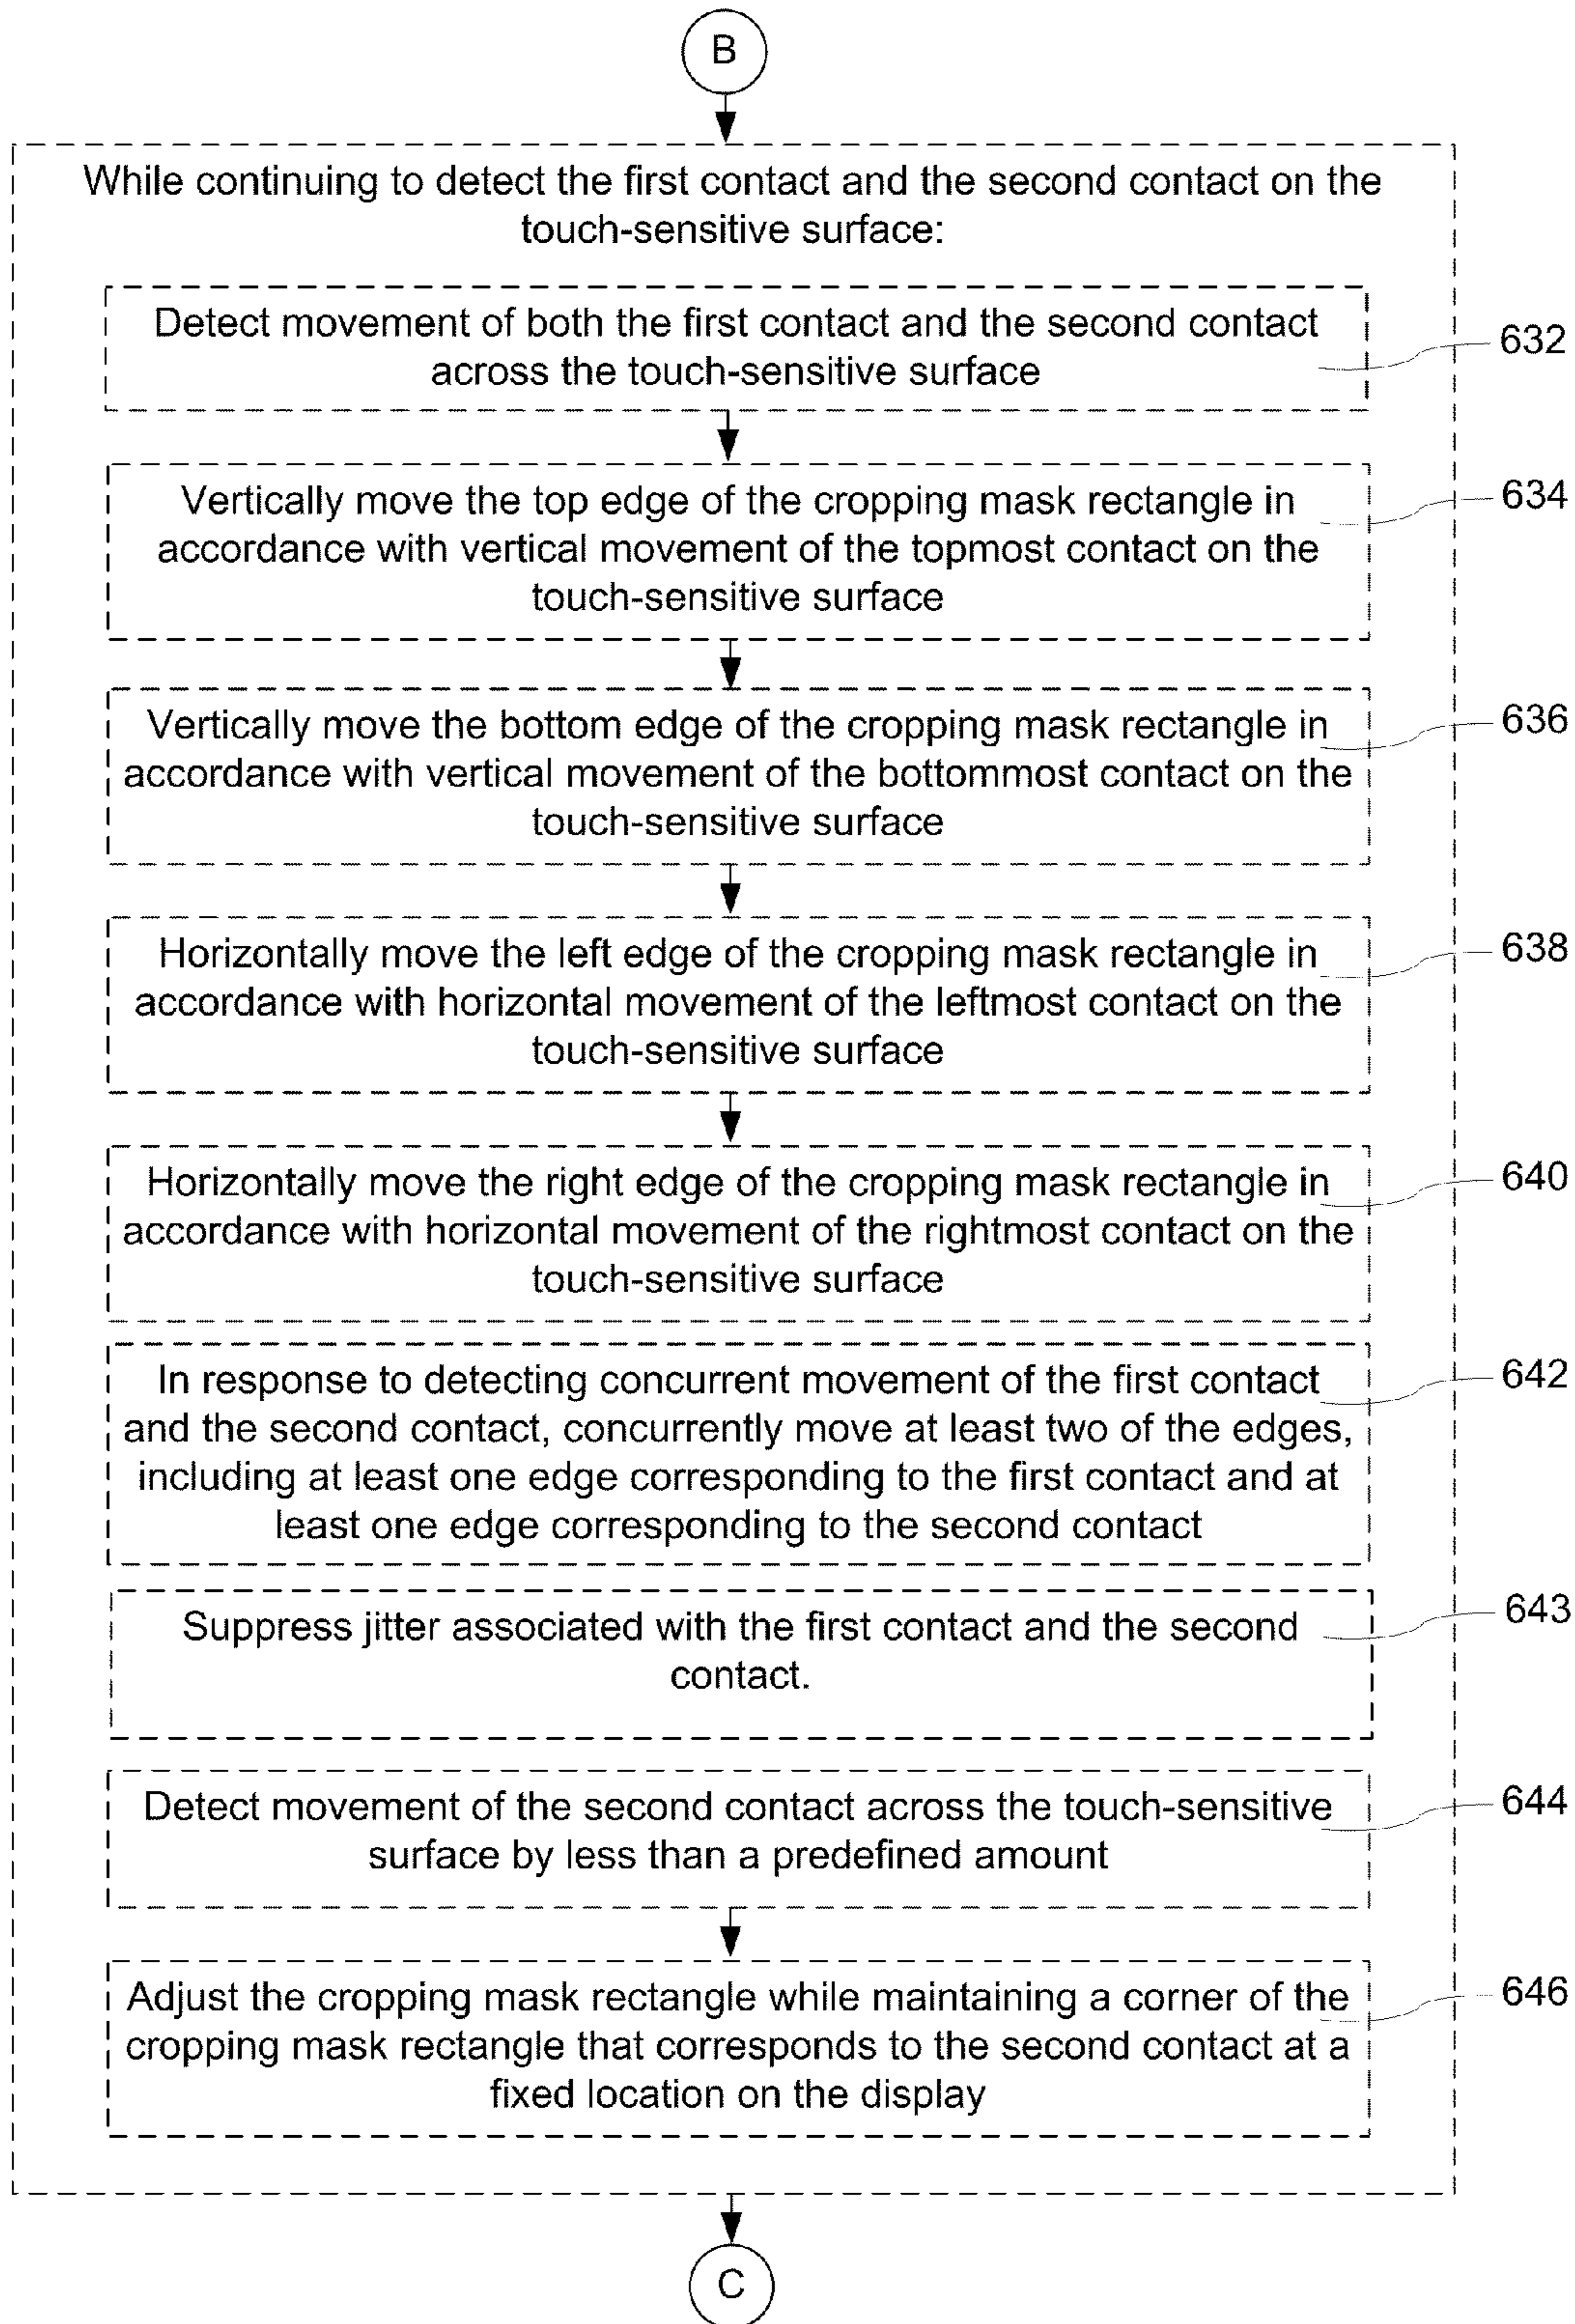 B
While continuing to detect the first contact and the second contact on the
touch-sensitive surface:
Detect movement of both the first contact and the second contact
across the touch-sensitive surface
632
Vertically move the top edge of the cropping mask rectangle in
accordance with vertical movement of the topmost contact on the
touch-sensitive surface
634
Vertically move the bottom edge of the cropping mask rectangle in
accordance with vertical movement of the bottommost contact on the
touch-sensitive surface
636
Horizontally move the left edge of the cropping mask rectangle in
accordance with horizontal movement of the leftmost contact on the
touch-sensitive surface
638
Horizontally move the right edge of the cropping mask rectangle in
accordance with horizontal movement of the rightmost contact on the
touch-sensitive surface
640
In response to detecting concurrent movement of the first contact
and the second contact, concurrently move at least two of the edges,
including at least one edge corresponding to the first contact and at
least one edge corresponding to the second contact
642
Suppress jitter associated with the first contact and the second
contact.
643
Detect movement of the second contact across the touch-sensitive
surface by less than a predefined amount
644
Adjust the cropping mask rectangle while maintaining a corner of the
cropping mask rectangle that corresponds to the second contact at a
fixed location on the display
646
C